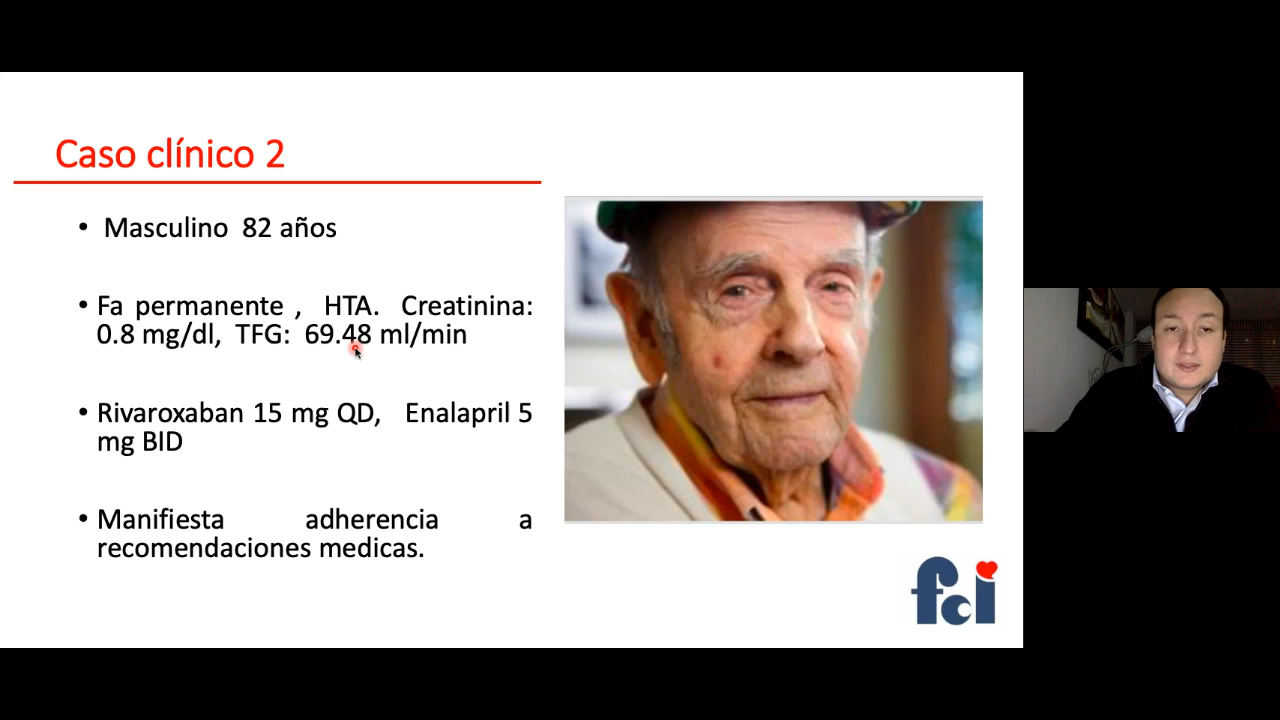 Caso clínico 2
• Masculino 82 años
• Fa permanente , HTA. Creatinina:
0.8 mg/dl, TFG: 69.48 ml/min
• Rivaroxaban 15 mg QD, Enalapril 5
mg BID
• Manifiesta adherencia a
recomendaciones medicas.
fci